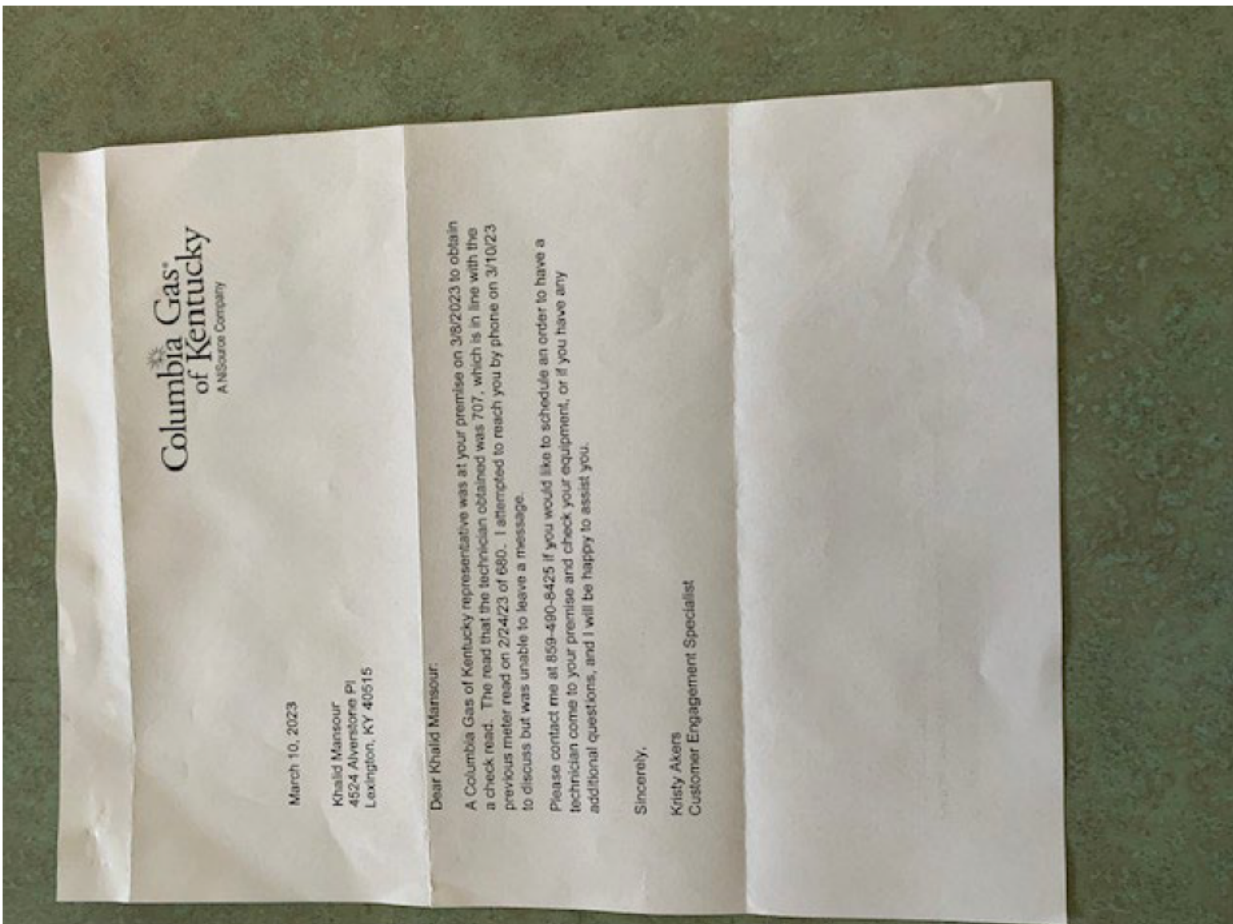 Columbia Gas®
of Kentucky
A NiSource Company
March 10, 2023
Khalid Mansour
4524 Alverstone Pl
Lexington, KY 40515
Dear Khalid Mansour:
A Columbia Gas of Kentucky representative was at your premise on 3/8/2023 to obtain
a check read.  The read that the technician obtained was 707, which is in line with the
previous meter read on 2/24/23 of 680.  I attempted to reach you by phone on 3/10/23
to discuss but was unable to leave a message.
Please contact me at 859-490-8425 if you would like to schedule an order to have a
technician come to your premise and check your equipment, or if you have any
additional questions, and I will be happy to assist you.
Sincerely,
Kristy Akers
Customer Engagement Specialist